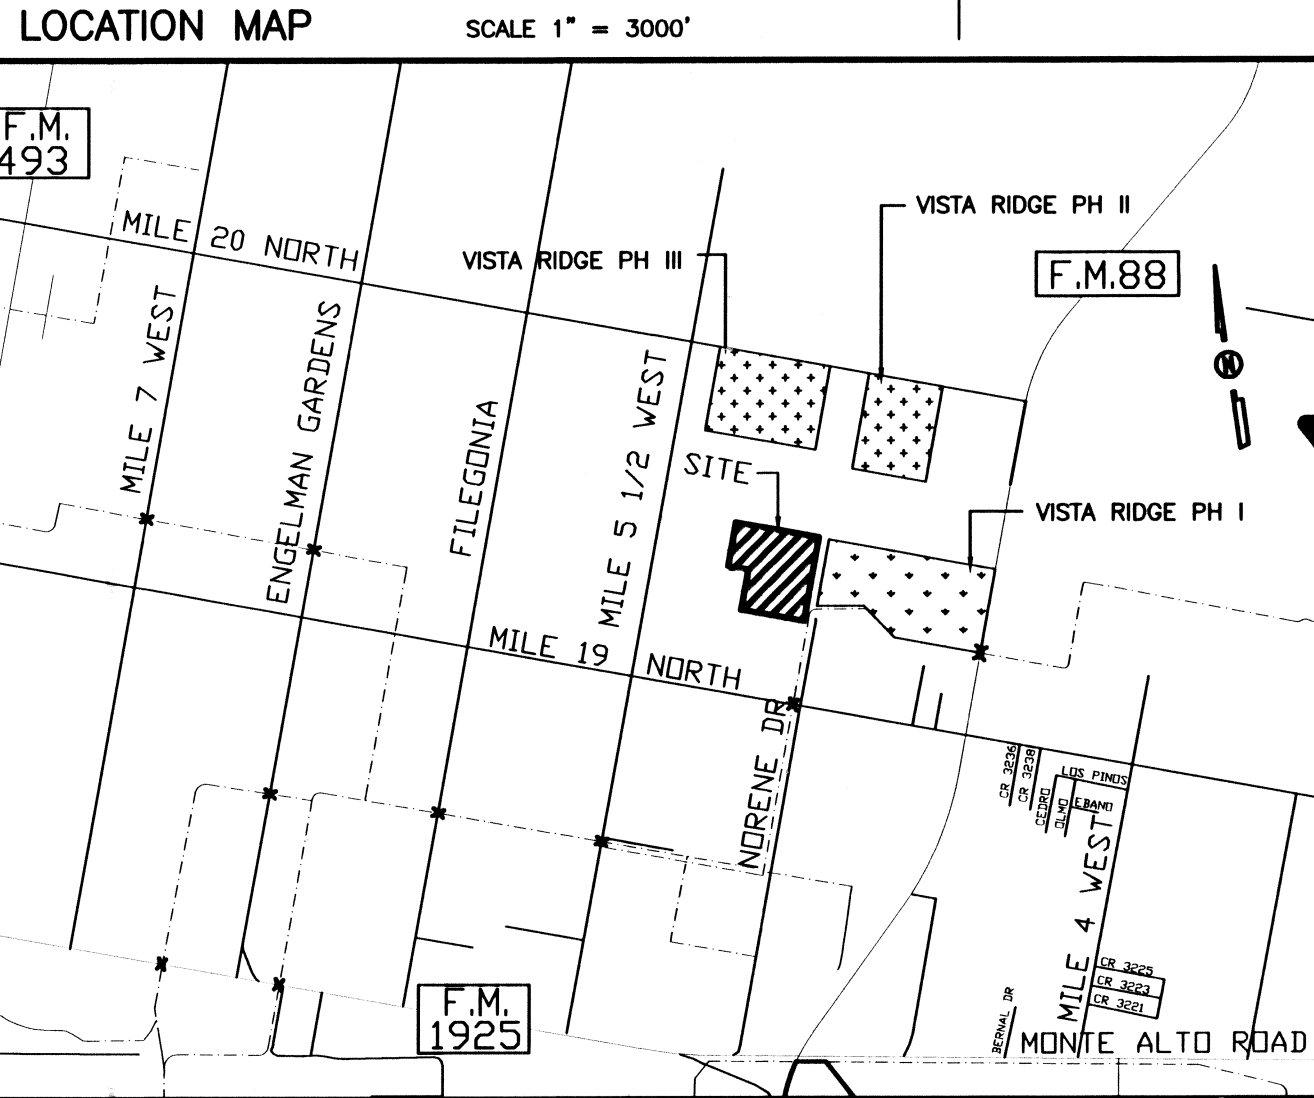 LOCATION MAP
SCALE 1" = 3000'
F.M.
493
MILE 20 NORTH
VISTA RIDGE PH II
VISTA RIDGE PH III
F.M.88
N
MILE 7 WEST
ENGELMAN GARDENS
FILEGONIA
MILE 5 1/2 WEST
SITE
VISTA RIDGE PH I
MILE 19 NORTH
NORENE DR
CR 3236
CR 3238
CEDRO
OLMO
LOS PINOS
EBANO
MILE 4 WEST
CR 3225
CR 3223
CR 3221
BERNAL DR
F.M.
1925
MONTE ALTO ROAD